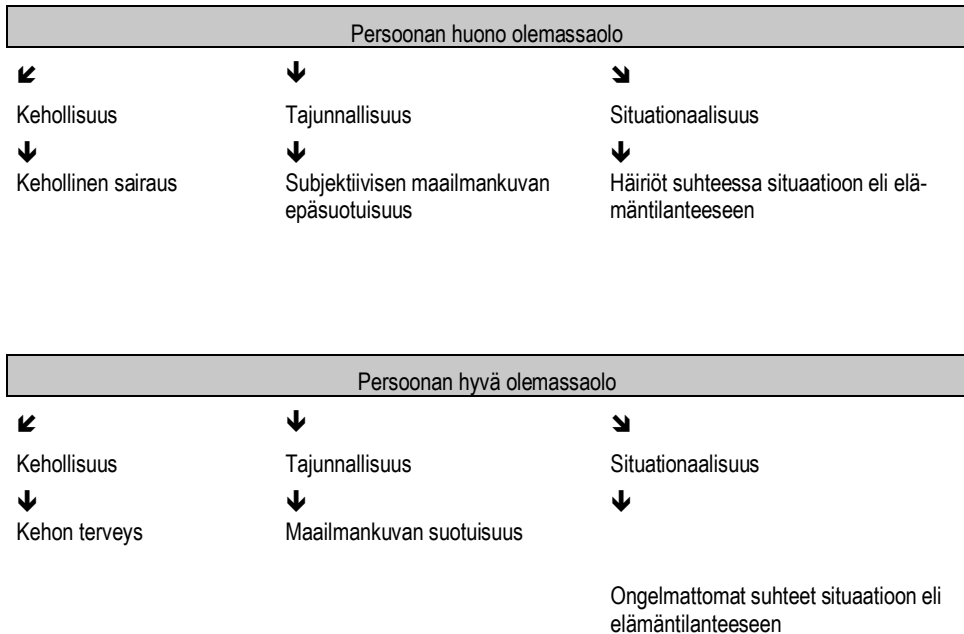 Persoonan huono olemassaolo
🡿 🡻 🡾
Kehollisuus Tajunnallisuus Situationaalisuus
🡻 🡻 🡻
Kehollinen sairaus Subjektiivisen maailmankuvan Häiriöt suhteessa situaatioon eli elä-
epäsuotuisuus mäntilanteeseen
Persoonan hyvä olemassaolo
🡿 🡻 🡾
Kehollisuus Tajunnallisuus Situationaalisuus
🡻 🡻 🡻
Kehon terveys Maailmankuvan suotuisuus
Ongelmattomat suhteet situaatioon eli
elämäntilanteeseen